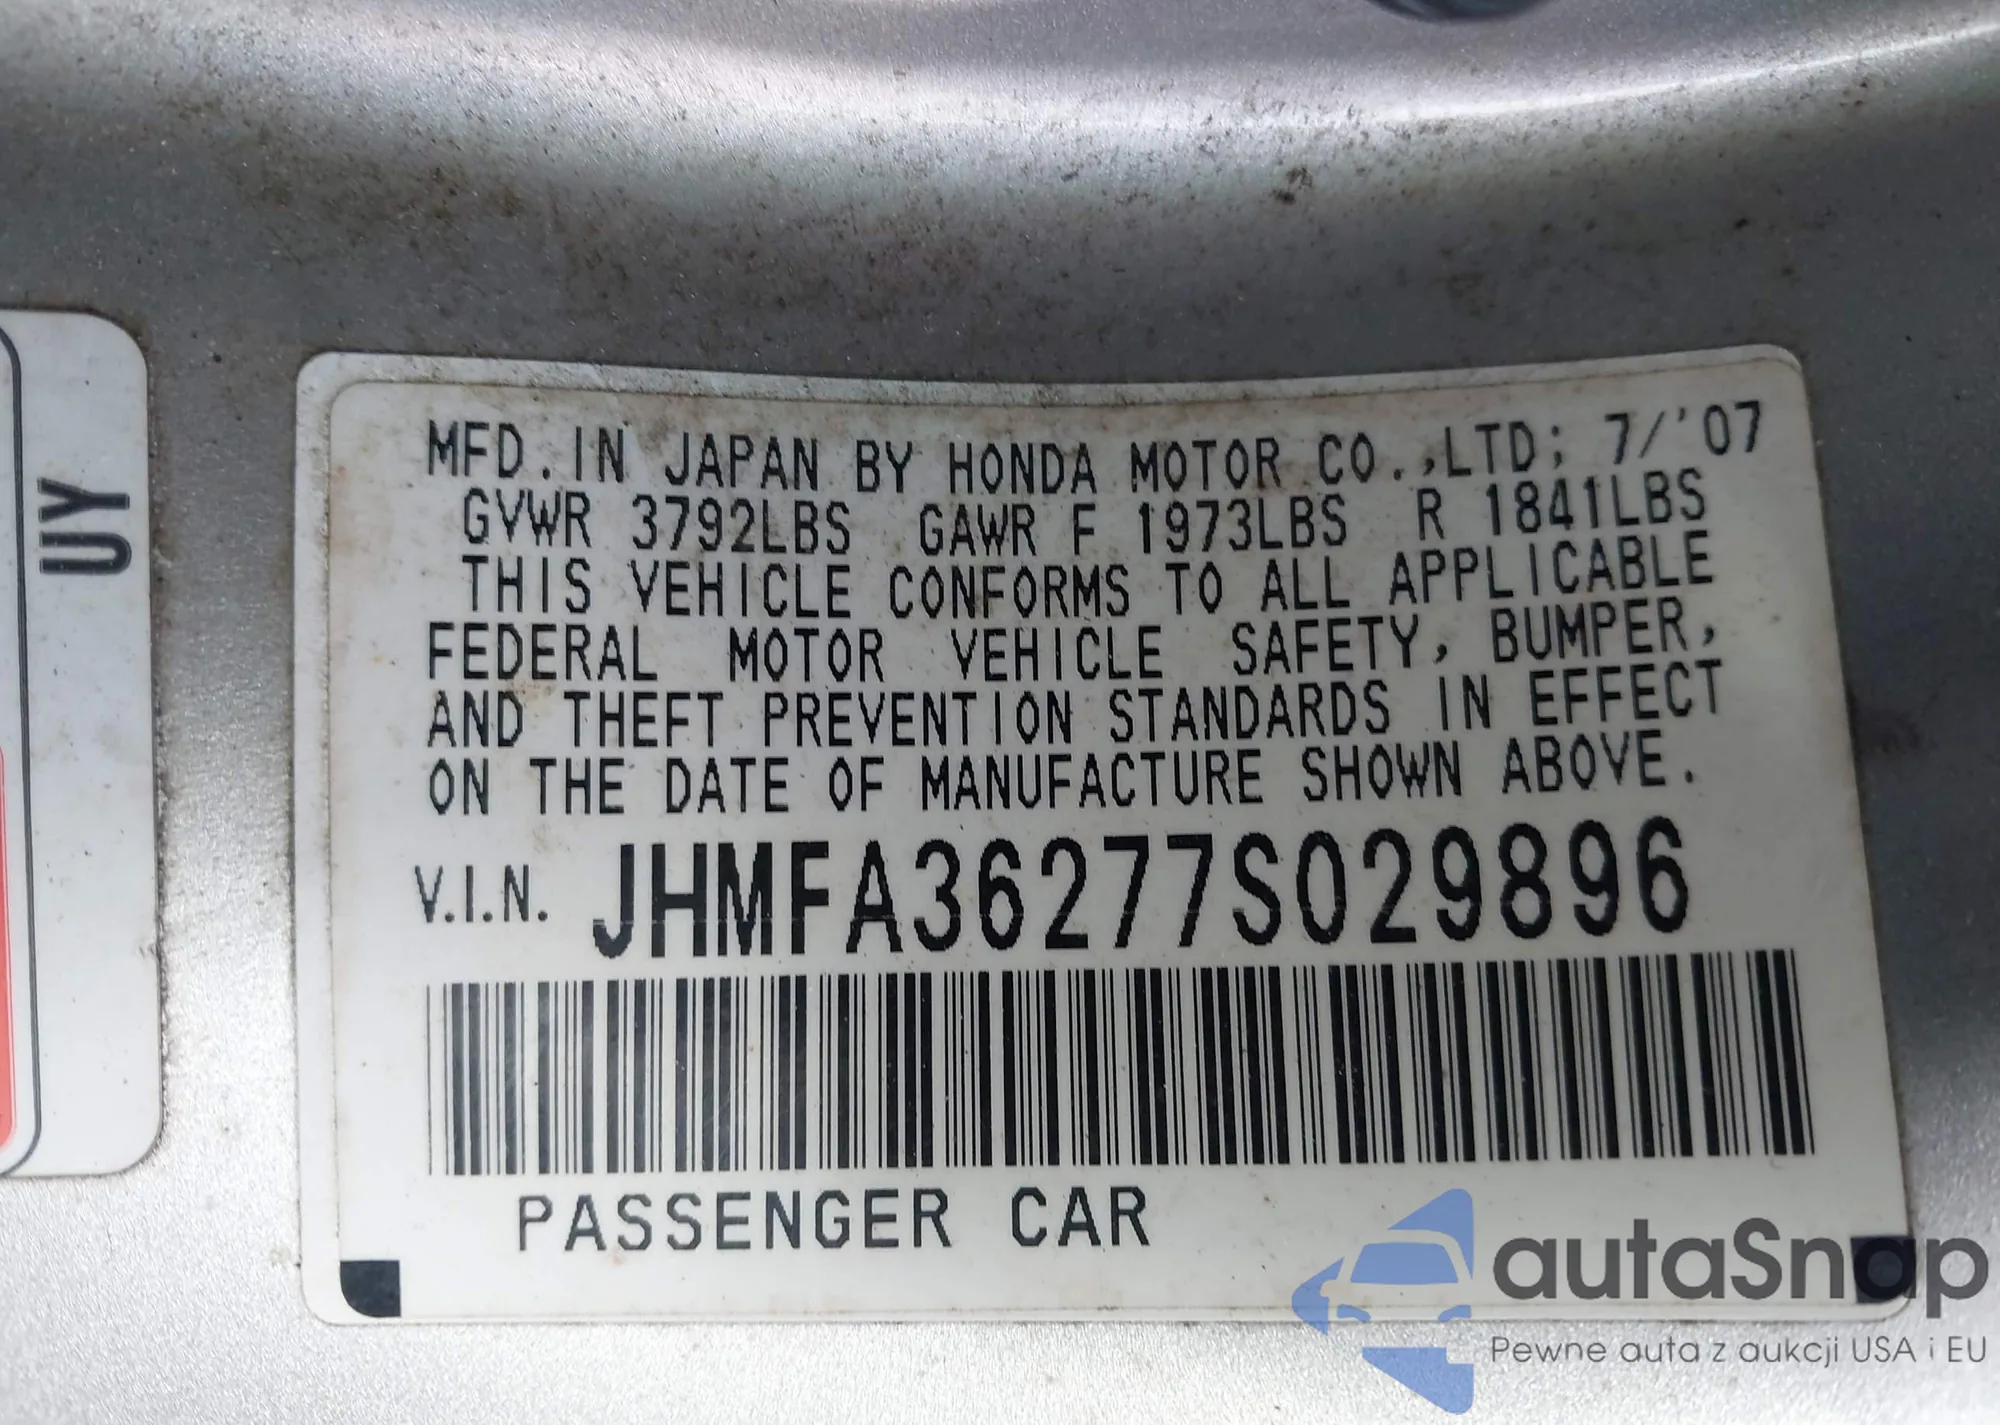 UY
MFD. IN JAPAN BY HONDA MOTOR CO.,LTD; 7/'07
GVWR 3792LBS GAWR F 1973LBS R 1841LBS
THIS VEHICLE CONFORMS TO ALL APPLICABLE
FEDERAL MOTOR VEHICLE SAFETY, BUMPER,
AND THEFT PREVENTION STANDARDS IN EFFECT
ON THE DATE OF MANUFACTURE SHOWN ABOVE.
V.I.N. JHMFA36277S029896
PASSENGER CAR
autaSnap
Pewne auta z aukcji USA i EU